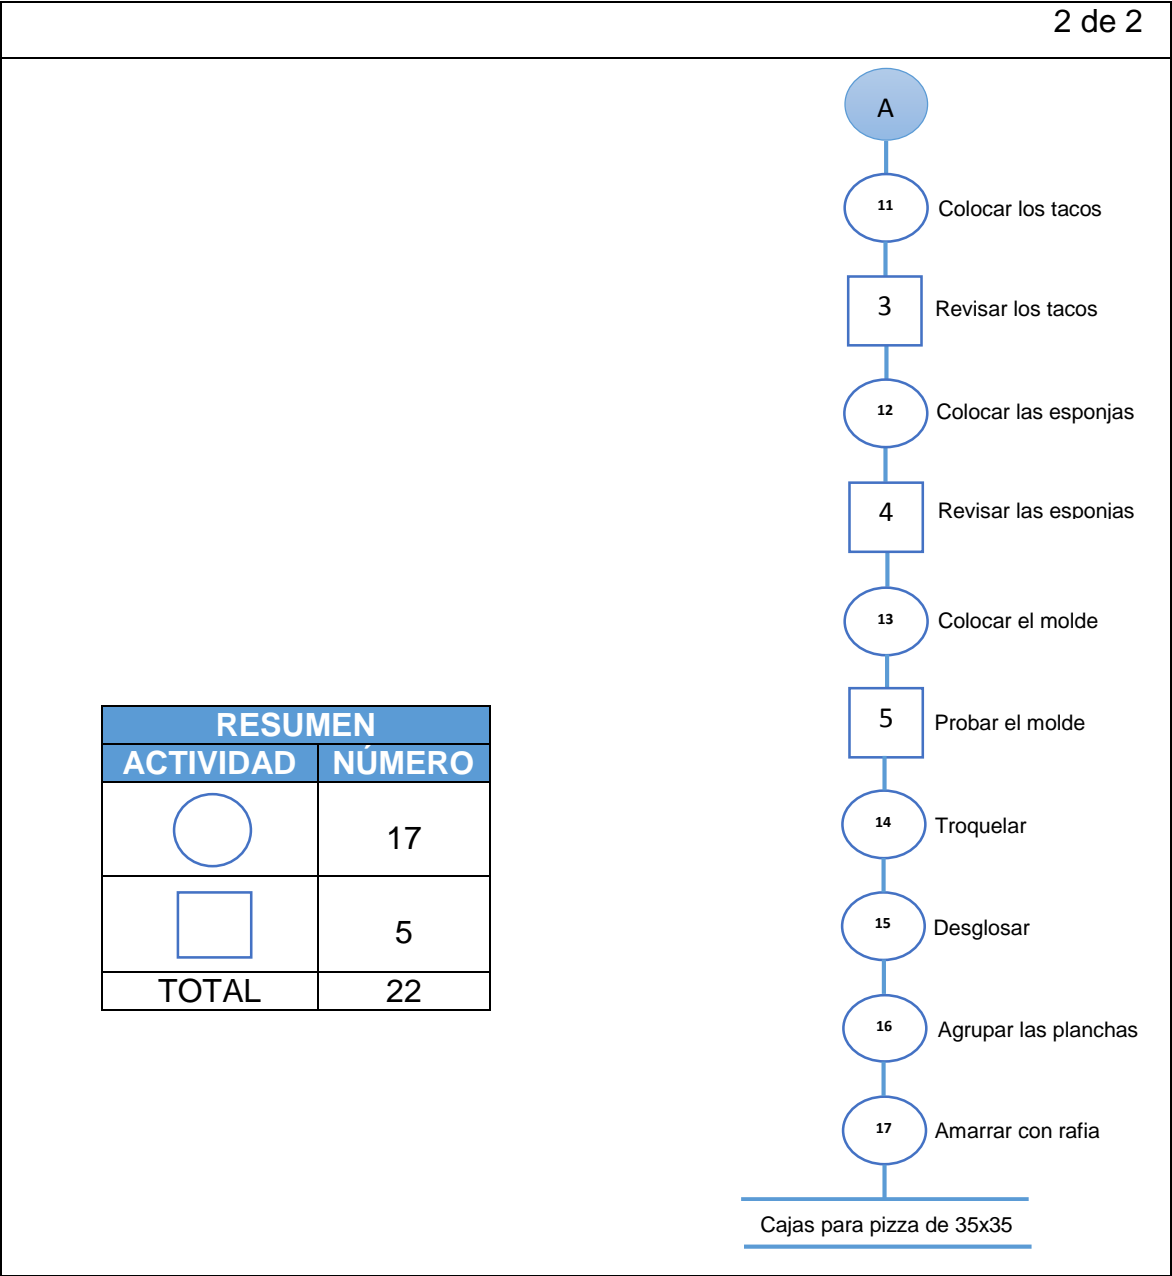 2 de 2
A
11 Colocar los tacos
3 Revisar los tacos
12 Colocar las esponjas
4 Revisar las esponjas
13 Colocar el molde
5 Probar el molde
14 Troquelar
15 Desglosar
16 Agrupar las planchas
17 Amarrar con rafia
Cajas para pizza de 35x35
RESUMEN
ACTIVIDAD NÚMERO
17
5
TOTAL 22